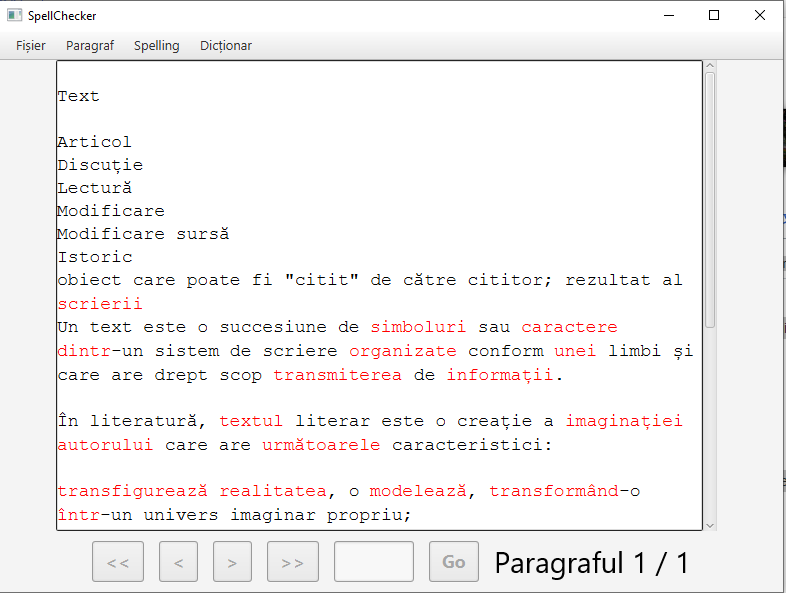 SpellChecker
Fișier Paragraf Spelling Dicționar
Text
Articol
Discuție
Lectură
Modificare
Modificare sursă
Istoric
obiect care poate fi "citit" de către cititor; rezultat al
scrierii
Un text este o succesiune de simboluri sau caractere
dintr-un sistem de scriere organizate conform unei limbi și
care are drept scop transmiterea de informații.
În literatură, textul literar este o creație a imaginației
autorului care are următoarele caracteristici:
transfigurează realitatea, o modelează, transformând-o
într-un univers imaginar propriu;
<< < > >> Go Paragraful 1 / 1